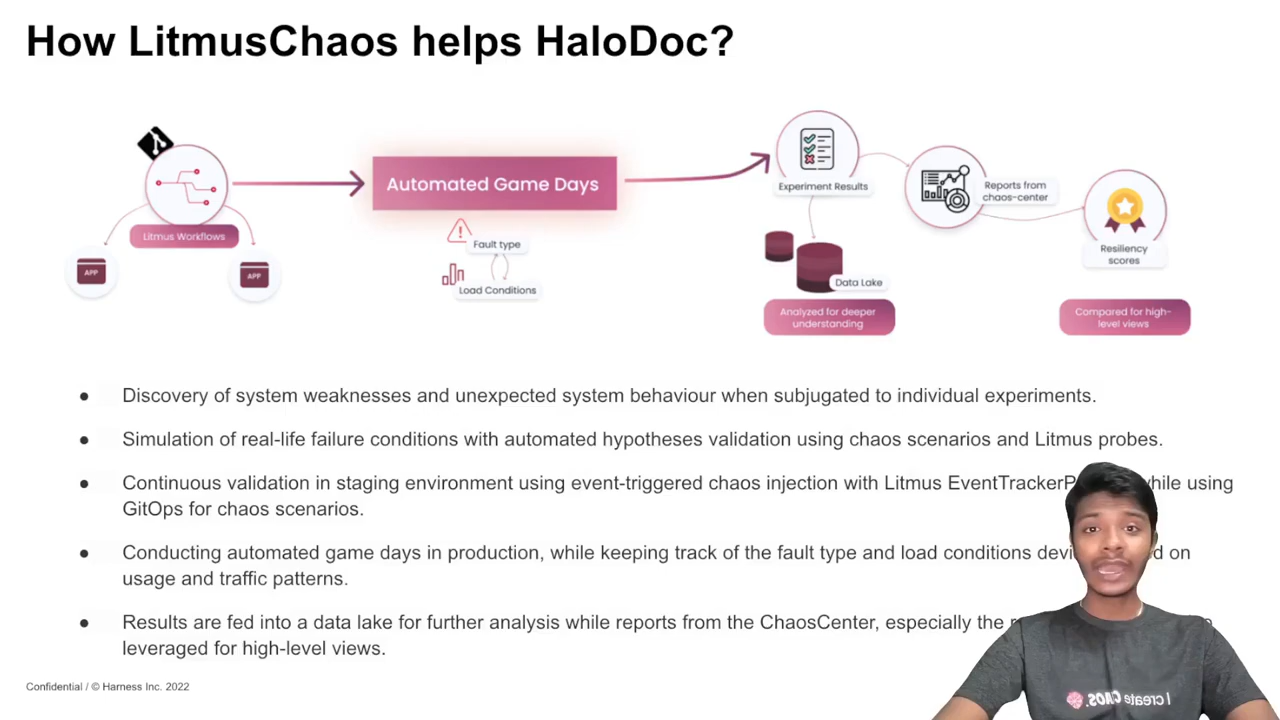 How LitmusChaos helps HaloDoc?
Litmus Workflows
APP
APP
Automated Game Days
Fault type
Load Conditions
Experiment Results
Reports from
chaos-center
Resiliency
scores
Data Lake
Analyzed for deeper
understanding
Compared for high-
level views
● Discovery of system weaknesses and unexpected system behaviour when subjugated to individual experiments.
● Simulation of real-life failure conditions with automated hypotheses validation using chaos scenarios and Litmus probes.
● Continuous validation in staging environment using event-triggered chaos injection with Litmus while using
GitOps for chaos scenarios.
● Conducting automated game days in production, while keeping track of the fault type and load conditions on
usage and traffic patterns.
● Results are fed into a data lake for further analysis while reports from the ChaosCenter, especially the
leveraged for high-level views.
Confidential / © Harness Inc. 2022
I create CHAOS.